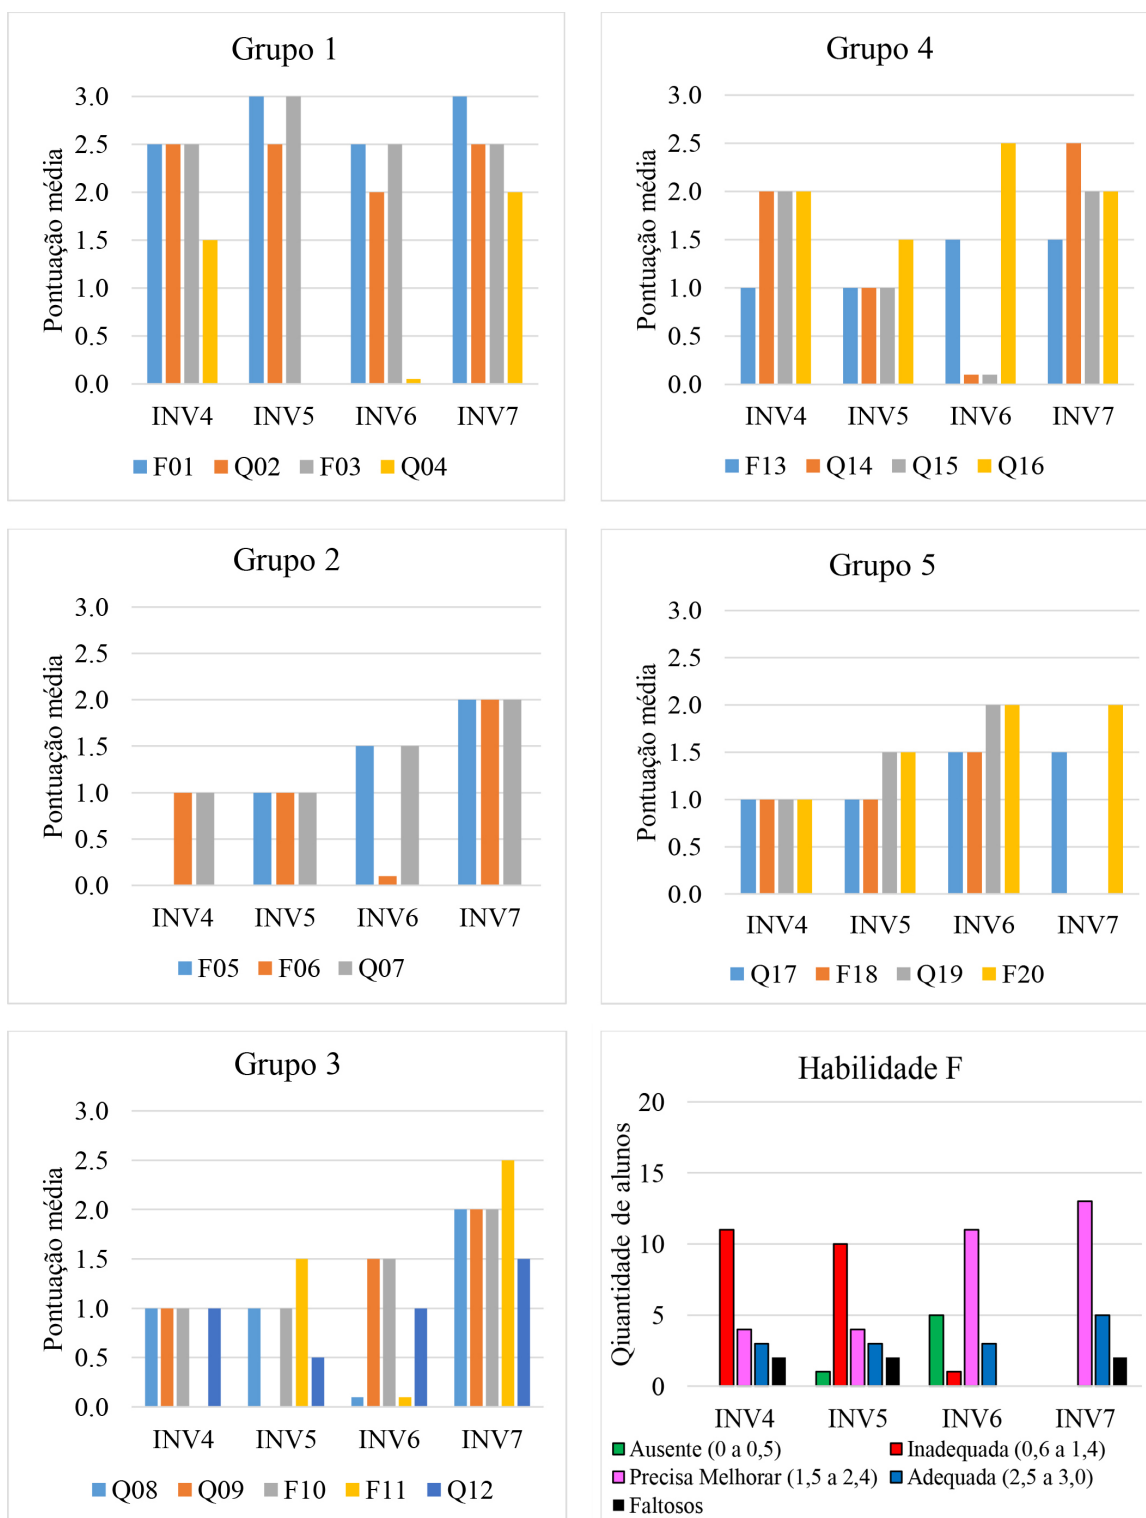 Grupo 1
Pontuação média
3.0
2.5
2.0
1.5
1.0
0.5
0.0
INV4 INV5 INV6 INV7
F01 Q02 F03 Q04
Grupo 4
Pontuação média
3.0
2.5
2.0
1.5
1.0
0.5
0.0
INV4 INV5 INV6 INV7
F13 Q14 Q15 Q16
Grupo 2
Pontuação média
3.0
2.5
2.0
1.5
1.0
0.5
0.0
INV4 INV5 INV6 INV7
F05 F06 Q07
Grupo 5
Pontuação média
3.0
2.5
2.0
1.5
1.0
0.5
0.0
INV4 INV5 INV6 INV7
Q17 F18 Q19 F20
Grupo 3
Pontuação média
3.0
2.5
2.0
1.5
1.0
0.5
0.0
INV4 INV5 INV6 INV7
Q08 Q09 F10 F11 Q12
Habilidade F
Qiuantidade de alunos
20
15
10
5
0
INV4 INV5 INV6 INV7
Ausente (0 a 0,5) Inadequada (0,6 a 1,4)
Precisa Melhorar (1,5 a 2,4) Adequada (2,5 a 3,0)
Faltosos